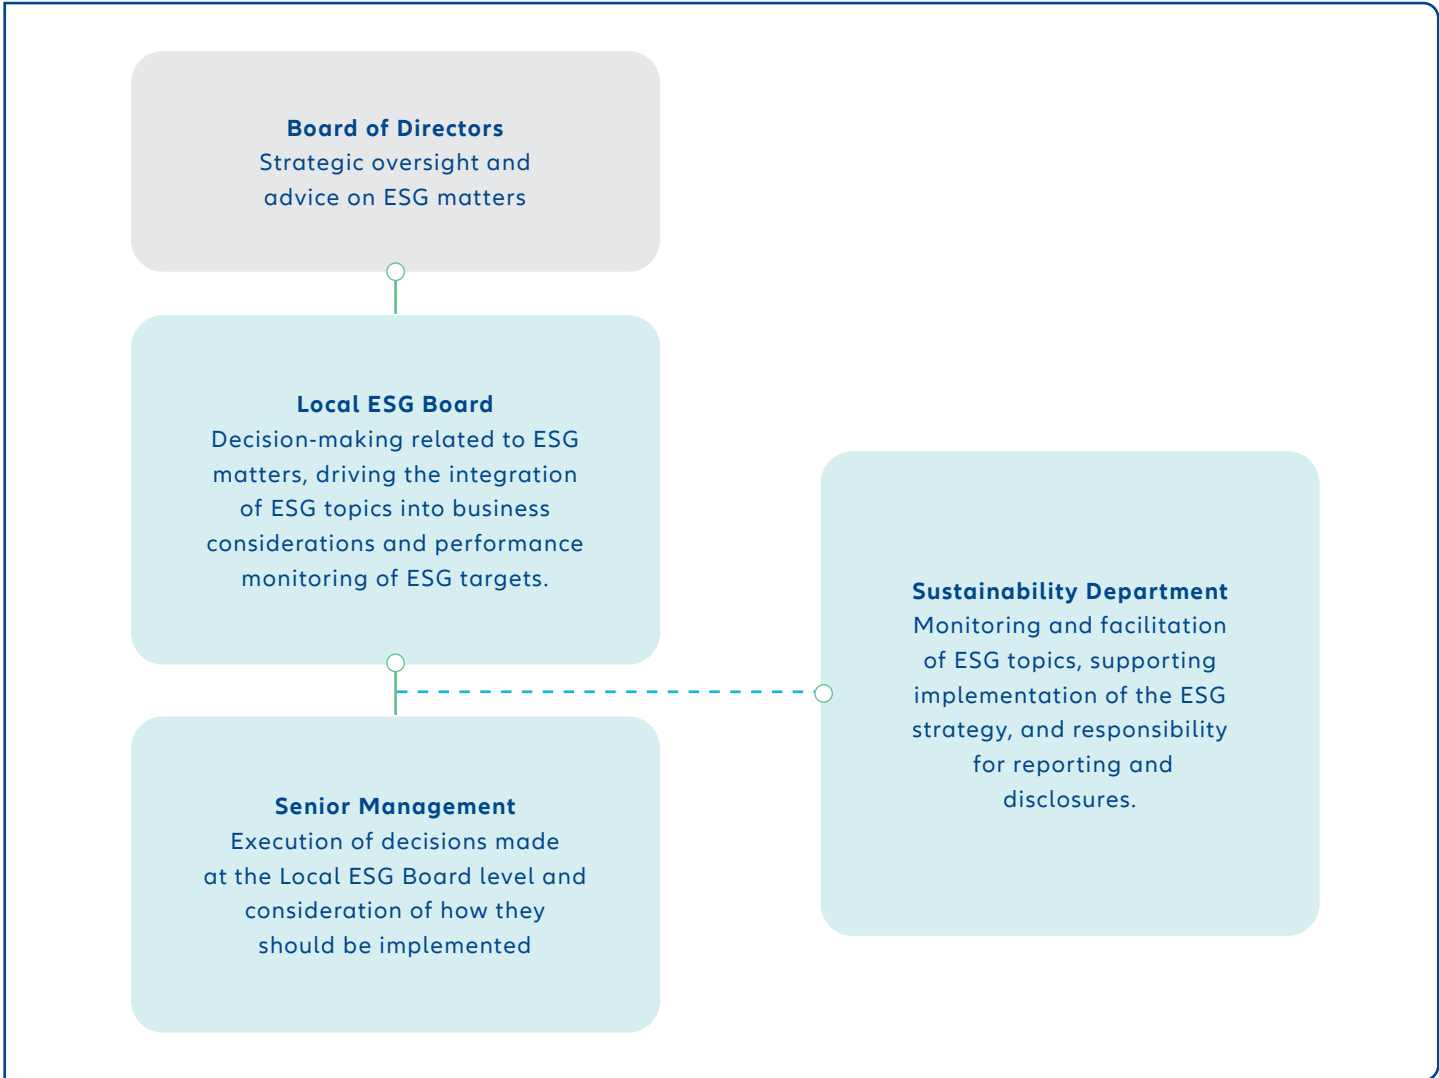 Board of Directors
Strategic oversight and
advice on ESG matters
Local ESG Board
Decision-making related to ESG
matters, driving the integration
of ESG topics into business
considerations and performance
monitoring of ESG targets.
Sustainability Department
Monitoring and facilitation
of ESG topics, supporting
implementation of the ESG
strategy, and responsibility
for reporting and
disclosures.
Senior Management
Execution of decisions made
at the Local ESG Board level and
consideration of how they
should be implemented